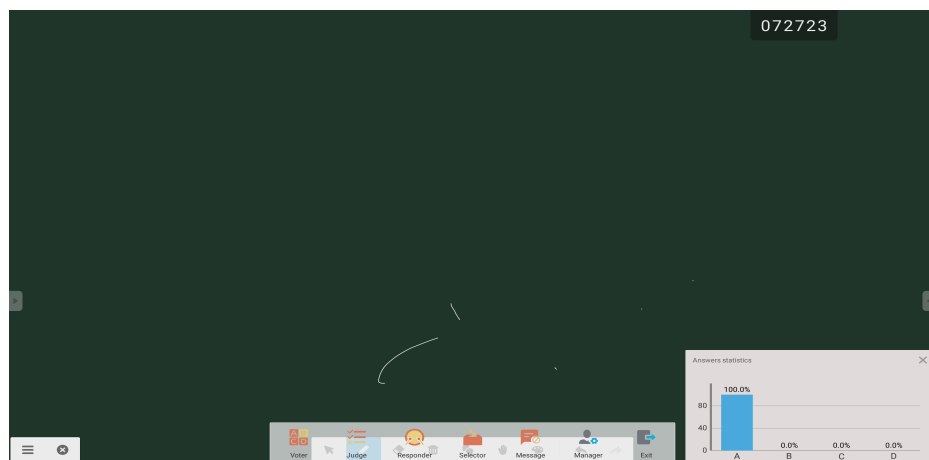 072723
Answere statistics
100.0%
80
40
0
0.0% 0.0% 0.0%
A B C D
Voter Judge Responder Selector Message Manager Exit